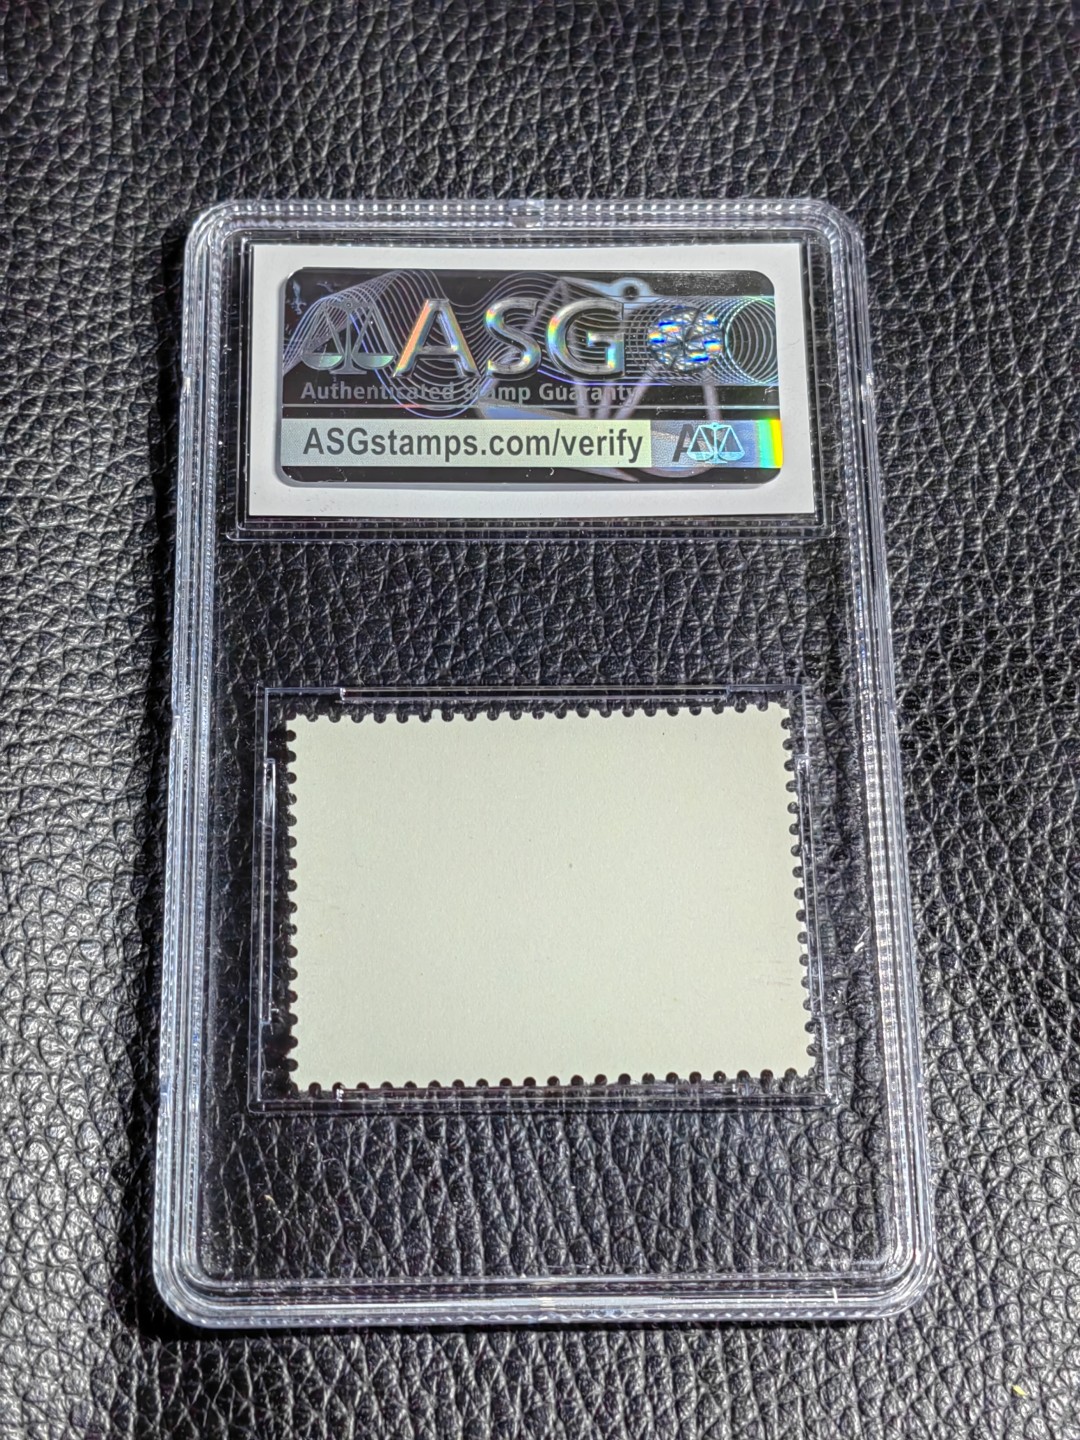 ASG
Authenticated Stamp Guaranty
ASGstamps.com/verify